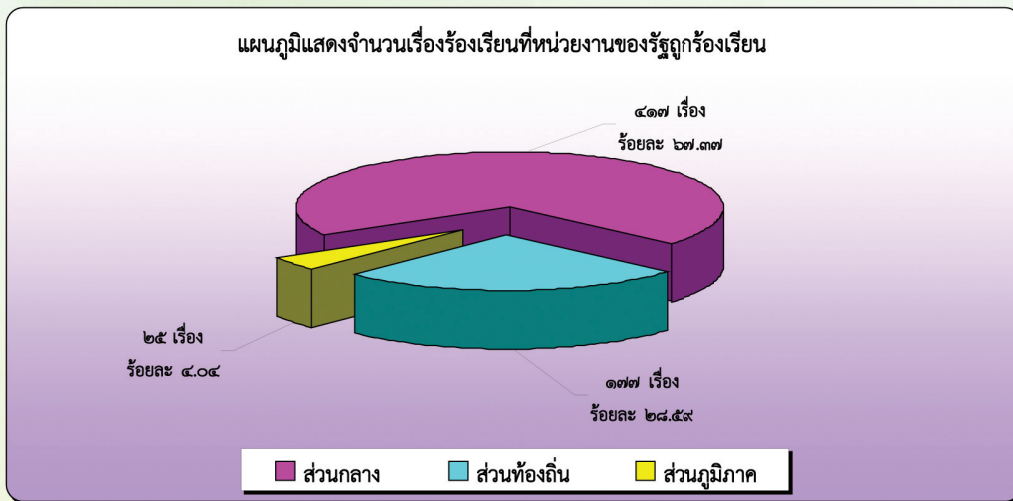 แผนภูมิแสดงจำนวนเรื่องร้องเรียนที่หน่วยงานของรัฐถูกร้องเรียน
๔๑๗ เรื่อง
ร้อยละ ๖๗.๓๗
๒๕ เรื่อง
ร้อยละ ๔.๐๔
๑๗๗ เรื่อง
ร้อยละ ๒๘.๕๙
ส่วนกลาง ส่วนท้องถิ่น ส่วนภูมิภาค